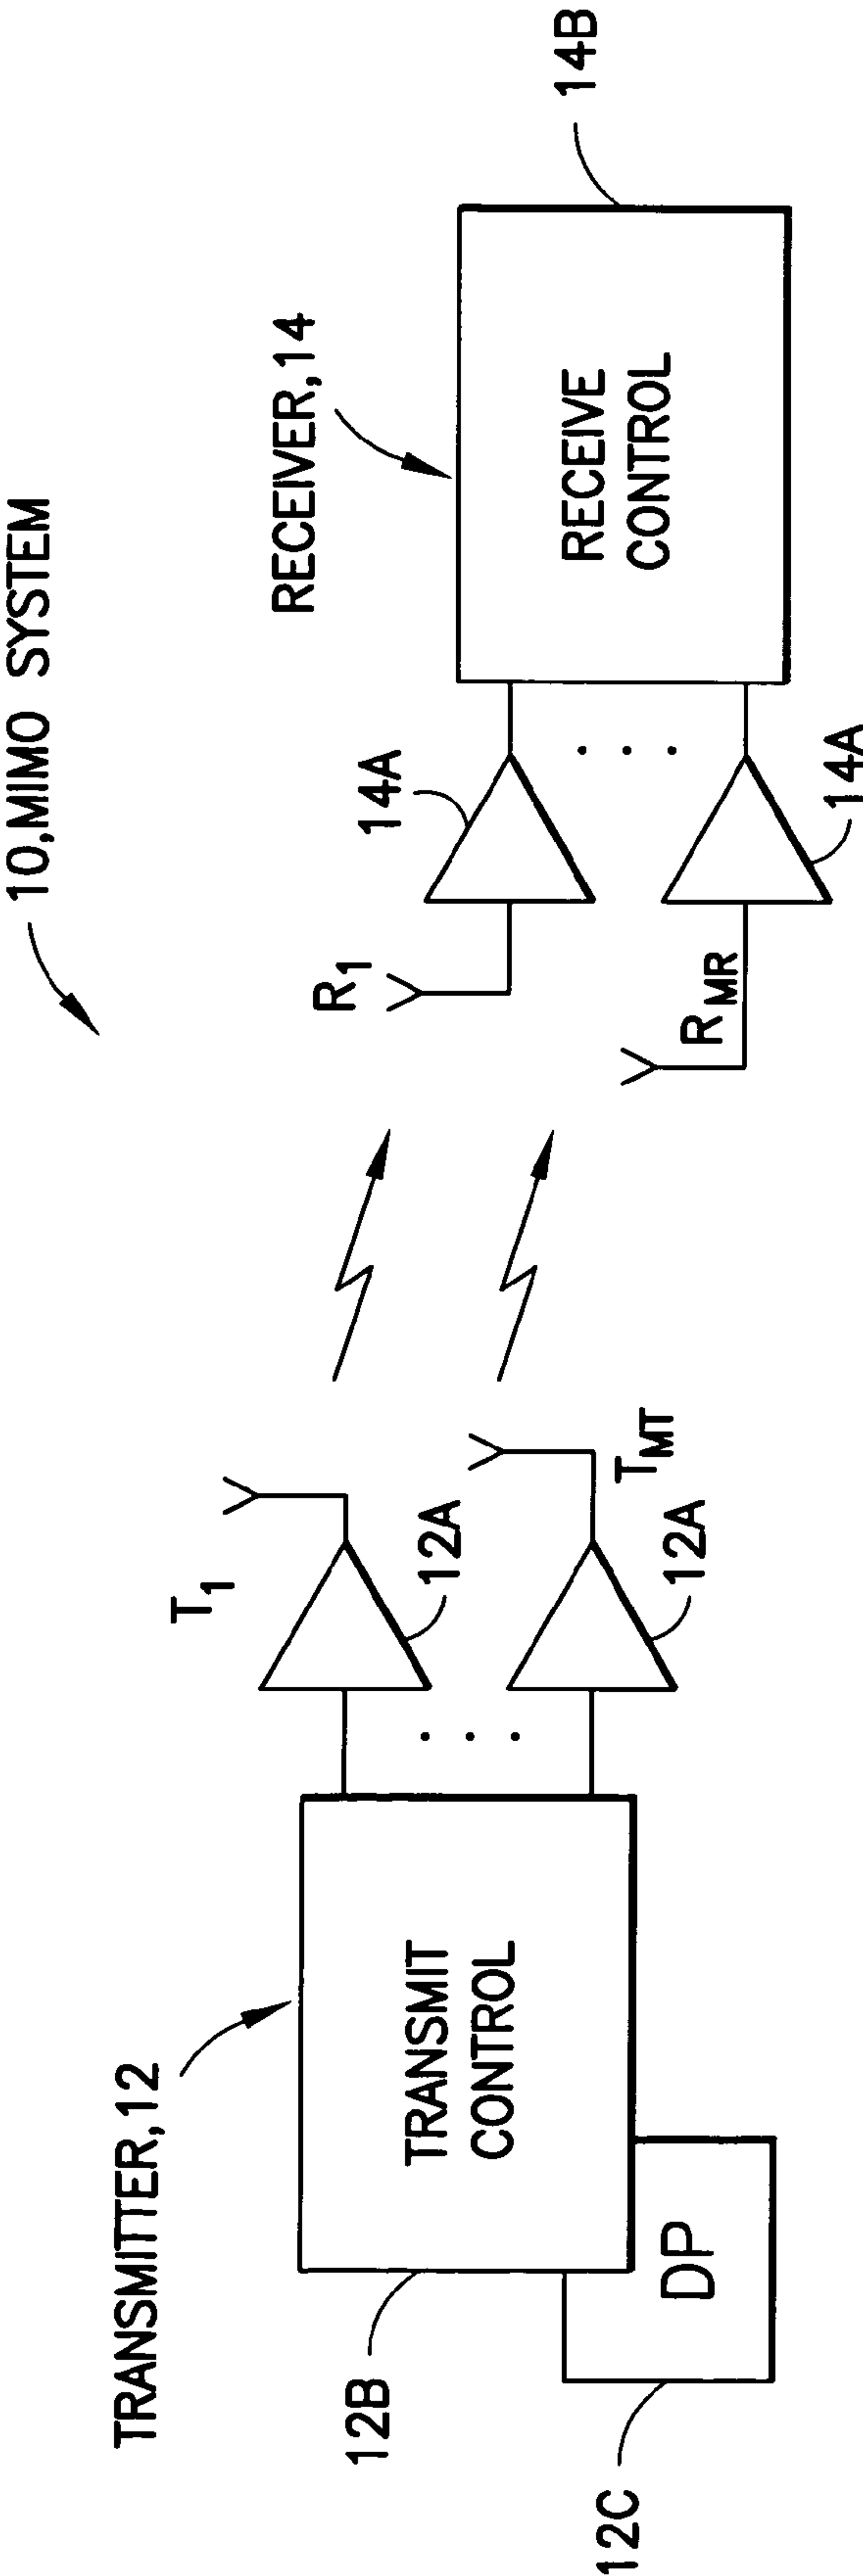 10,MIMO SYSTEM
TRANSMITTER,12
12B
12C
TRANSMIT
CONTROL
DP
T1
12A
12A
TMT
R1
RMR
14A
14A
RECEIVER,14
RECEIVE
CONTROL
14B